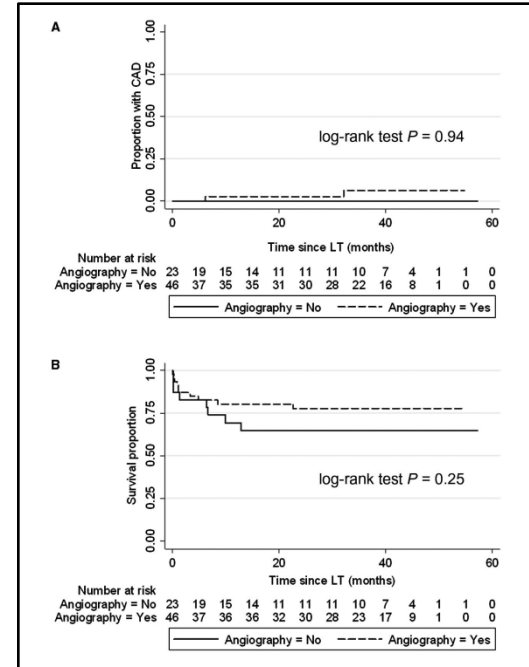 A
Proportion with CAD
1.00
0.75
0.50
0.25
0.00
log-rank test P = 0.94
0 20 40 60
Time since LT (months)
Number at risk
Angiography = No 23 19 15 14 11 11 11 10 7 4 1 1 0
Angiography = Yes 46 37 35 35 31 30 28 22 16 8 1 0 0
Angiography = No Angiography = Yes
B
Survival proportion
1.00
0.75
0.50
0.25
0.00
log-rank test P = 0.25
0 20 40 60
Time since LT (months)
Number at risk
Angiography = No 23 19 15 14 11 11 11 10 7 4 1 1 0
Angiography = Yes 46 37 36 36 32 30 28 23 17 9 1 0 0
Angiography = No Angiography = Yes